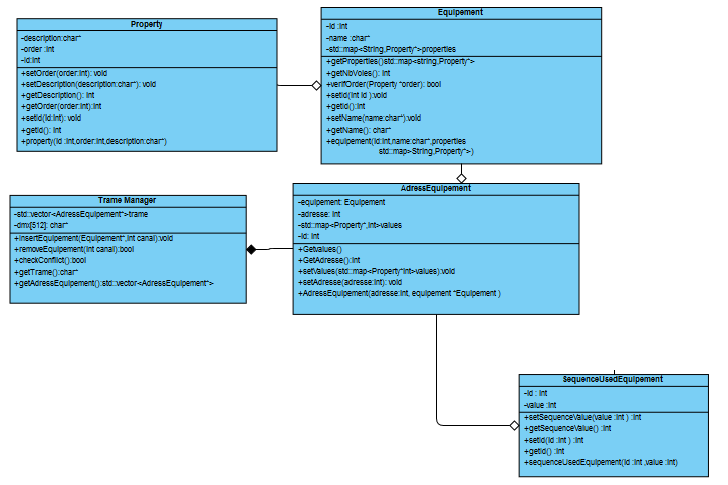 Property
-description:char*
-order :int
-id:int
+setOrder(order:int): void
+setDescription(description:char*): void
+getDescription(): int
+getOrder(order:int):int
+setId(id:int): void
+getId(): int
+property(id :int,order:int,description:char*)
Equipement
-id :int
-name :char*
-std::map<String,Property*>properties
+getProperties()std::map<string,Property*>
+getNbVoies(): int
+verifOrder(Property *order): bool
+setId(int id ):void
+getId():int
+setName(name:char*):void
+getName(): char*
+equipement(id:int,name:char*,properties
std::map>String,Property*>)
Trame Manager
-std::vector<AdressEquipement*>trame
-dmx[512]: char*
+insertEquipement(Equipement*,int canal):void
+removeEquipement(int canal):bool
+checkConflict():bool
+getTrame():char*
+getAdressEquipement():std::vector<AdressEquipement*>
AdressEquipement
-equipement: Equipement
-adresse: int
-std::map<Property*,int>values
-id: int
+Getvalues()
+GetAdresse():int
+setValues(std::map<Property*int>values):void
+setAdresse(adresse:int): void
+AdressEquipement(adresse:int, equipement *Equipement )
SequenceUsedEquipement
-id : int
-value :int
+setSequenceValue(value :int ) :int
+getSequenceValue() :int
+setId(id :int ) :int
+getId() :int
+sequenceUsedEquipement(id :int ,value :int)